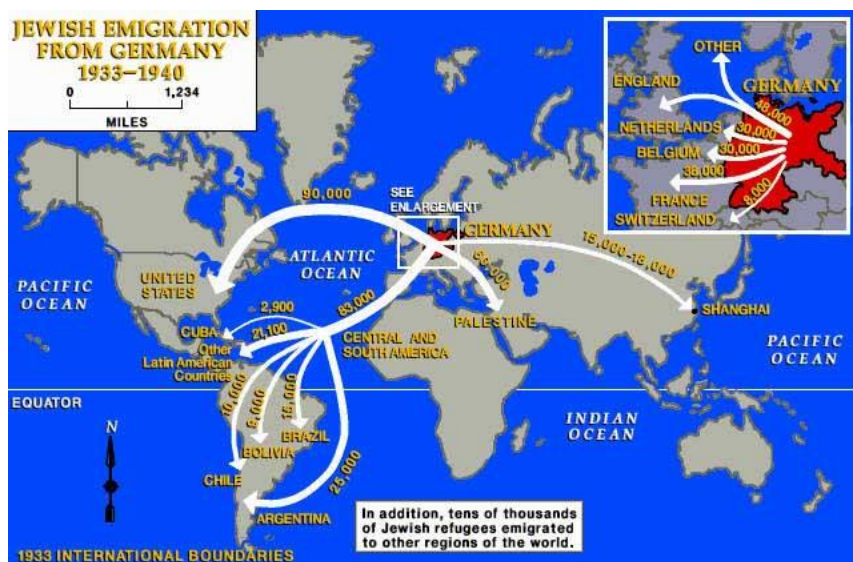 JEWISH EMIGRATION
FROM GERMANY
1933–1940
0 1,234
MILES
OTHER
ENGLAND
GERMANY
48,000
NETHERLANDS
30,000
BELGIUM
30,000
38,000
FRANCE
8,000
SWITZERLAND
90,000
SEE
ENLARGEMENT
GERMANY
15,000-18,000
SHANGHAI
PALESTINE
ATLANTIC
OCEAN
PACIFIC
OCEAN
UNITED
STATES
83,000
2,900
CUBA
21,100
Other
Latin American
Countries
CENTRAL AND
SOUTH AMERICA
PACIFIC
OCEAN
EQUATOR
INDIAN
OCEAN
N
10,000
9,000
15,000
BRAZIL
BOLIVIA
CHILE
25,000
ARGENTINA
In addition, tens of thousands
of Jewish refugees emigrated
to other regions of the world.
1933 INTERNATIONAL BOUNDARIES